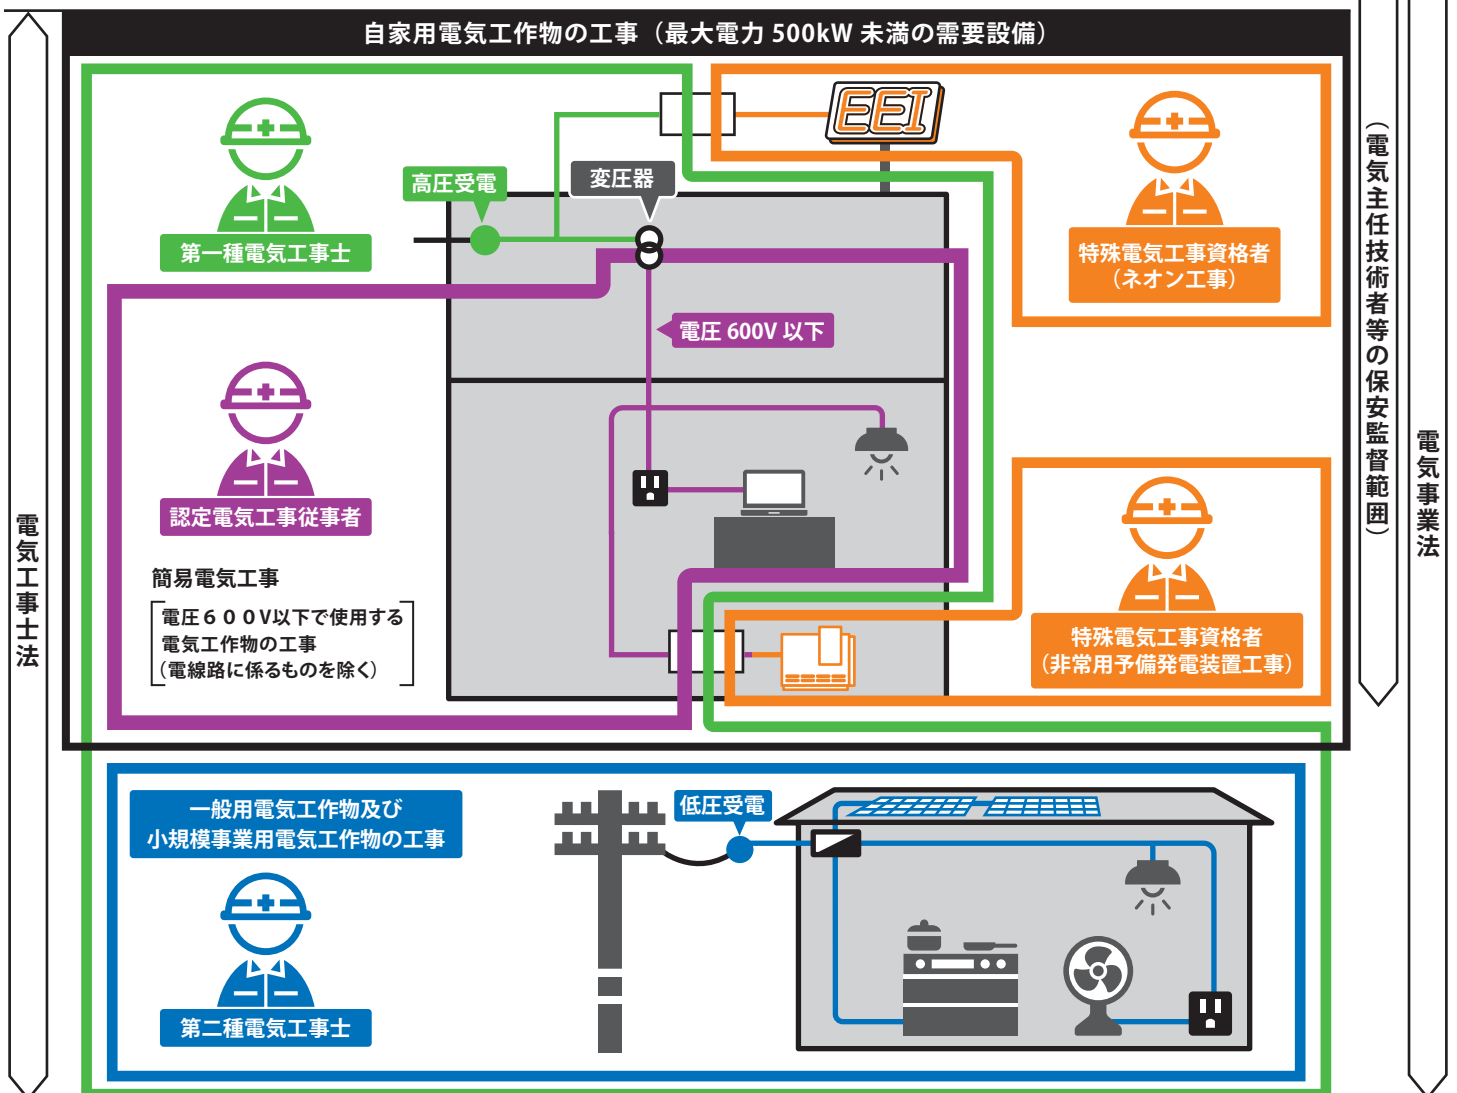 自家用電気工作物の工事（最大電力 500kW 未満の需要設備）
EEI
高圧受電
変圧器
第一種電気工事士
特殊電気工事資格者
（ネオン工事）
電圧 600V 以下
認定電気工事従事者
簡易電気工事
電圧６００V以下で使用する
電気工作物の工事
（電線路に係るものを除く）
特殊電気工事資格者
（非常用予備発電装置工事）
電気工事士法
（電気主任技術者等の保安監督範囲）
電気事業法
一般用電気工作物及び
小規模事業用電気工作物の工事
低圧受電
第二種電気工事士